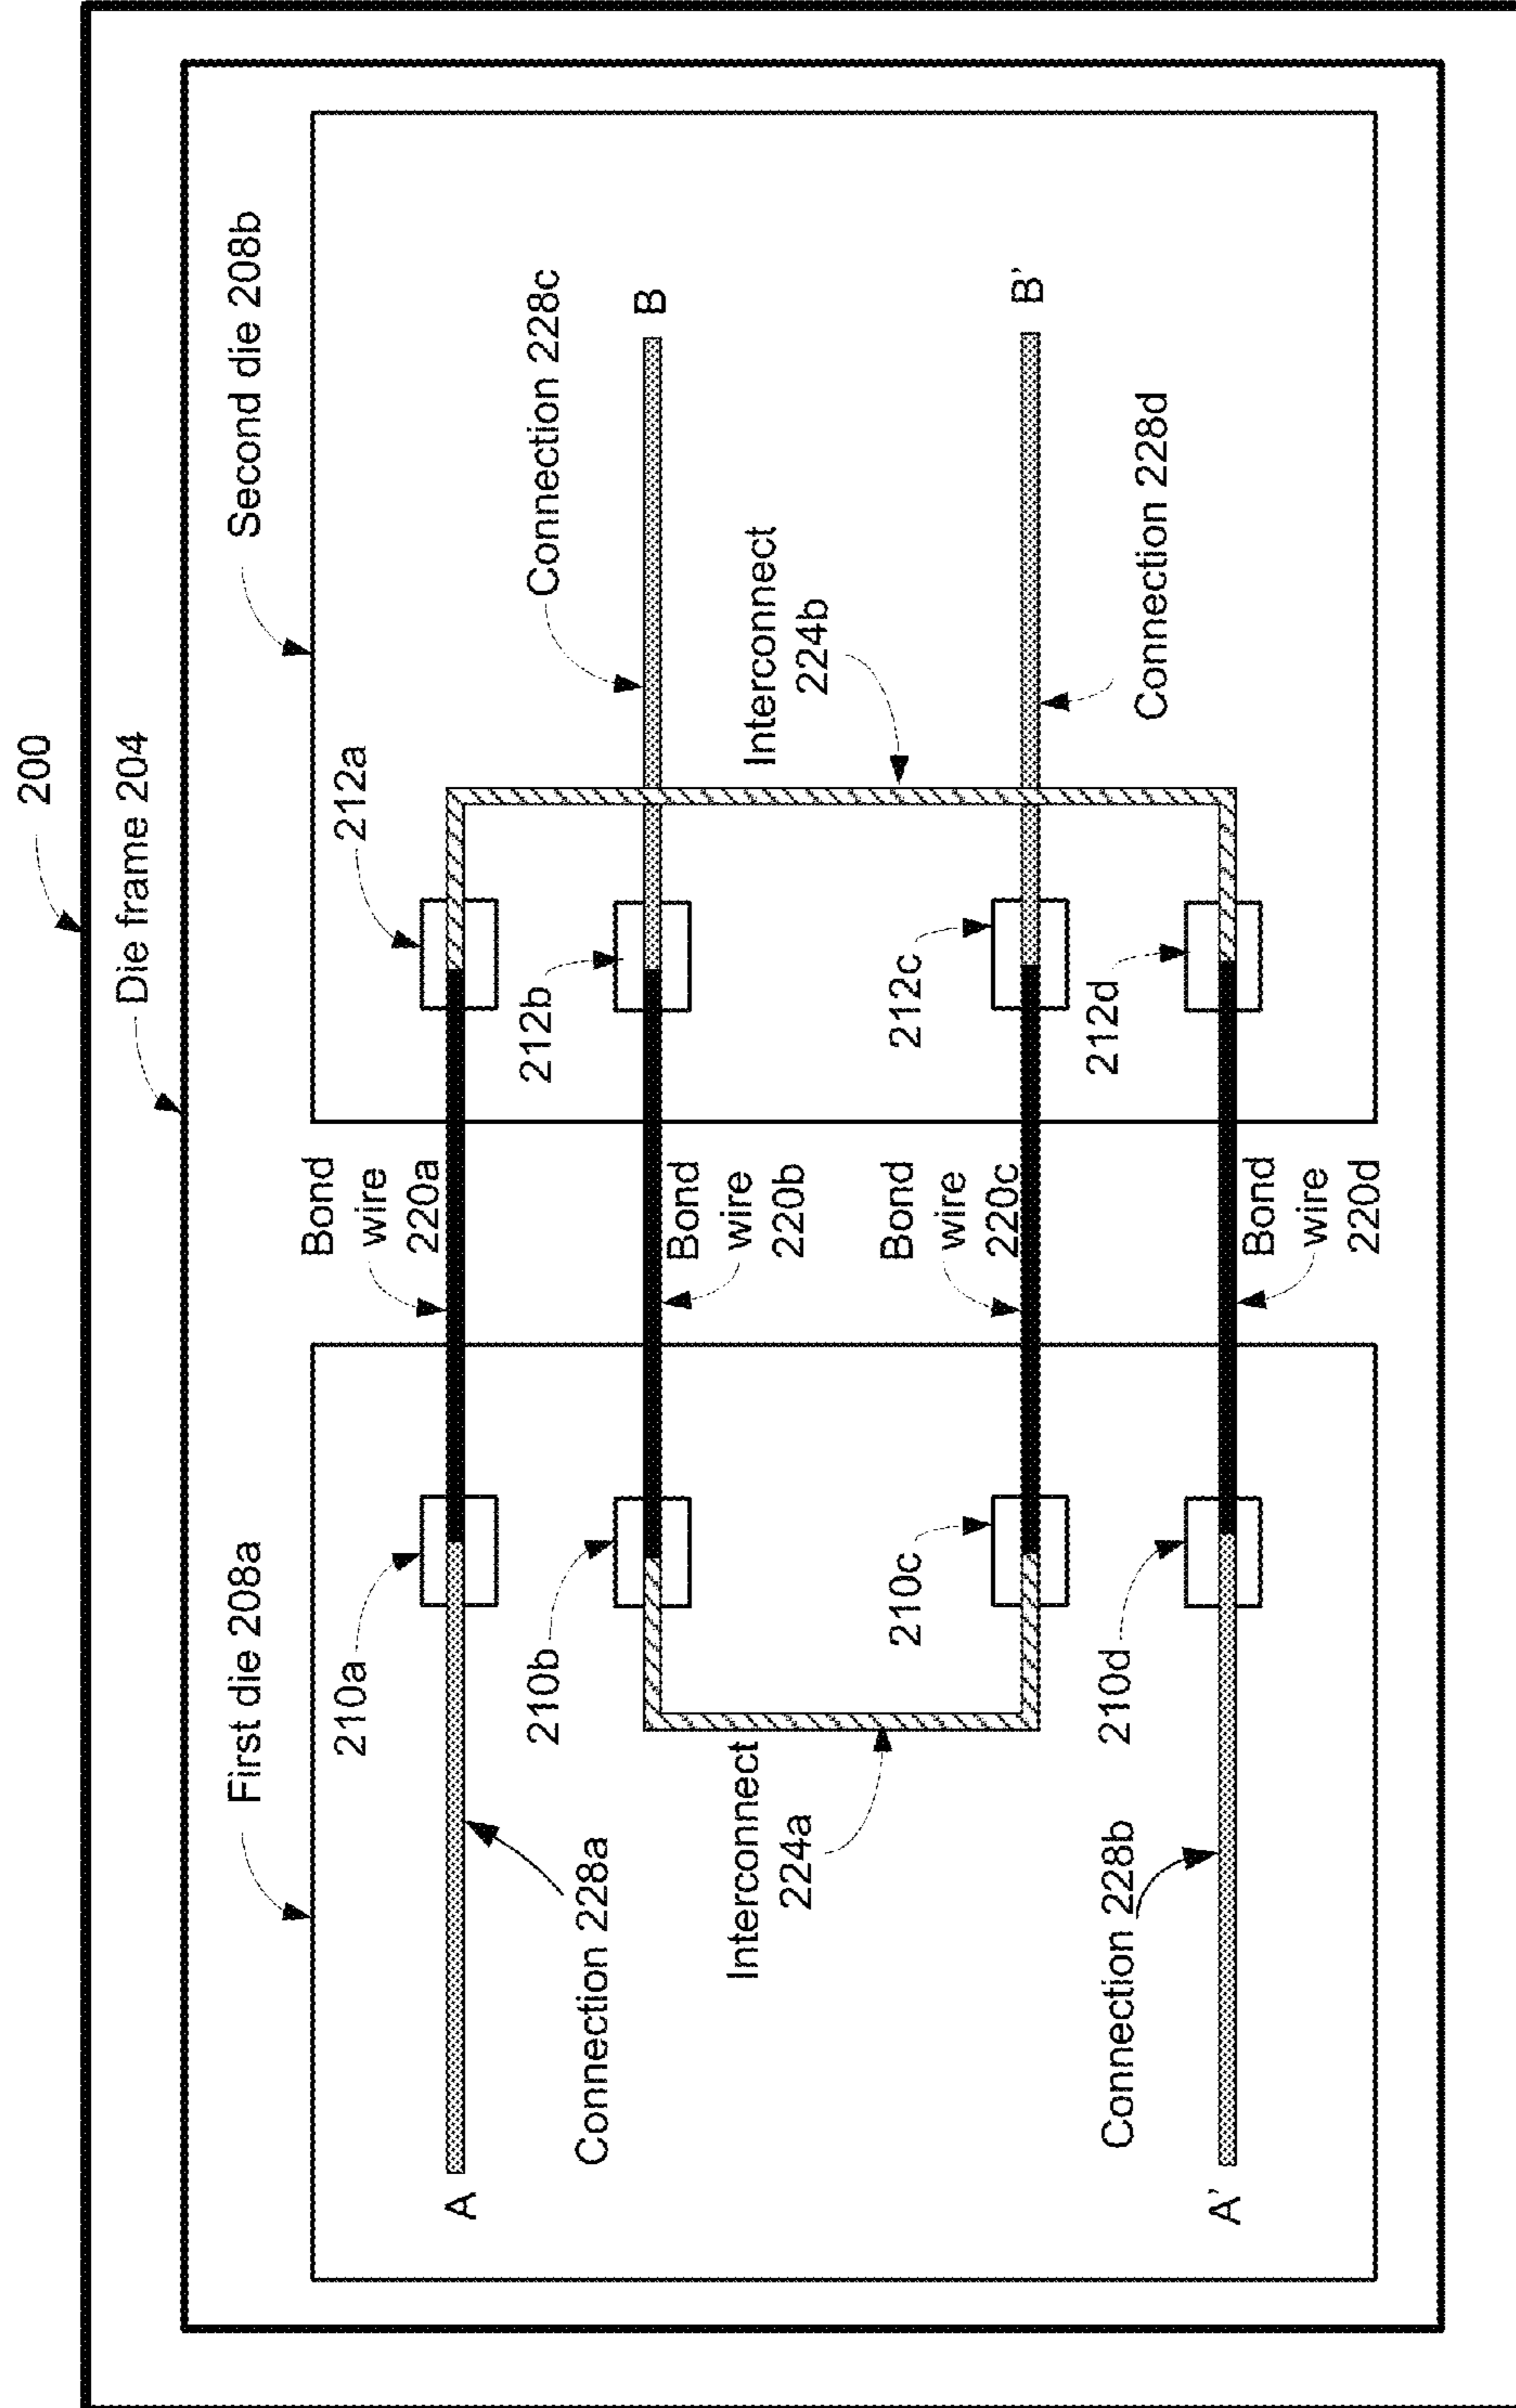 200
Die frame 204
First die 208a
Second die 208b
210a
212a
A
Connection 228a
Bond
wire
220a
210b
212b
Connection 228c
B
Bond
wire
220b
Interconnect
224a
Interconnect
224b
210c
212c
Bond
wire
220c
B'
Connection 228b
210d
212d
Connection 228d
A'
Bond
wire
220d